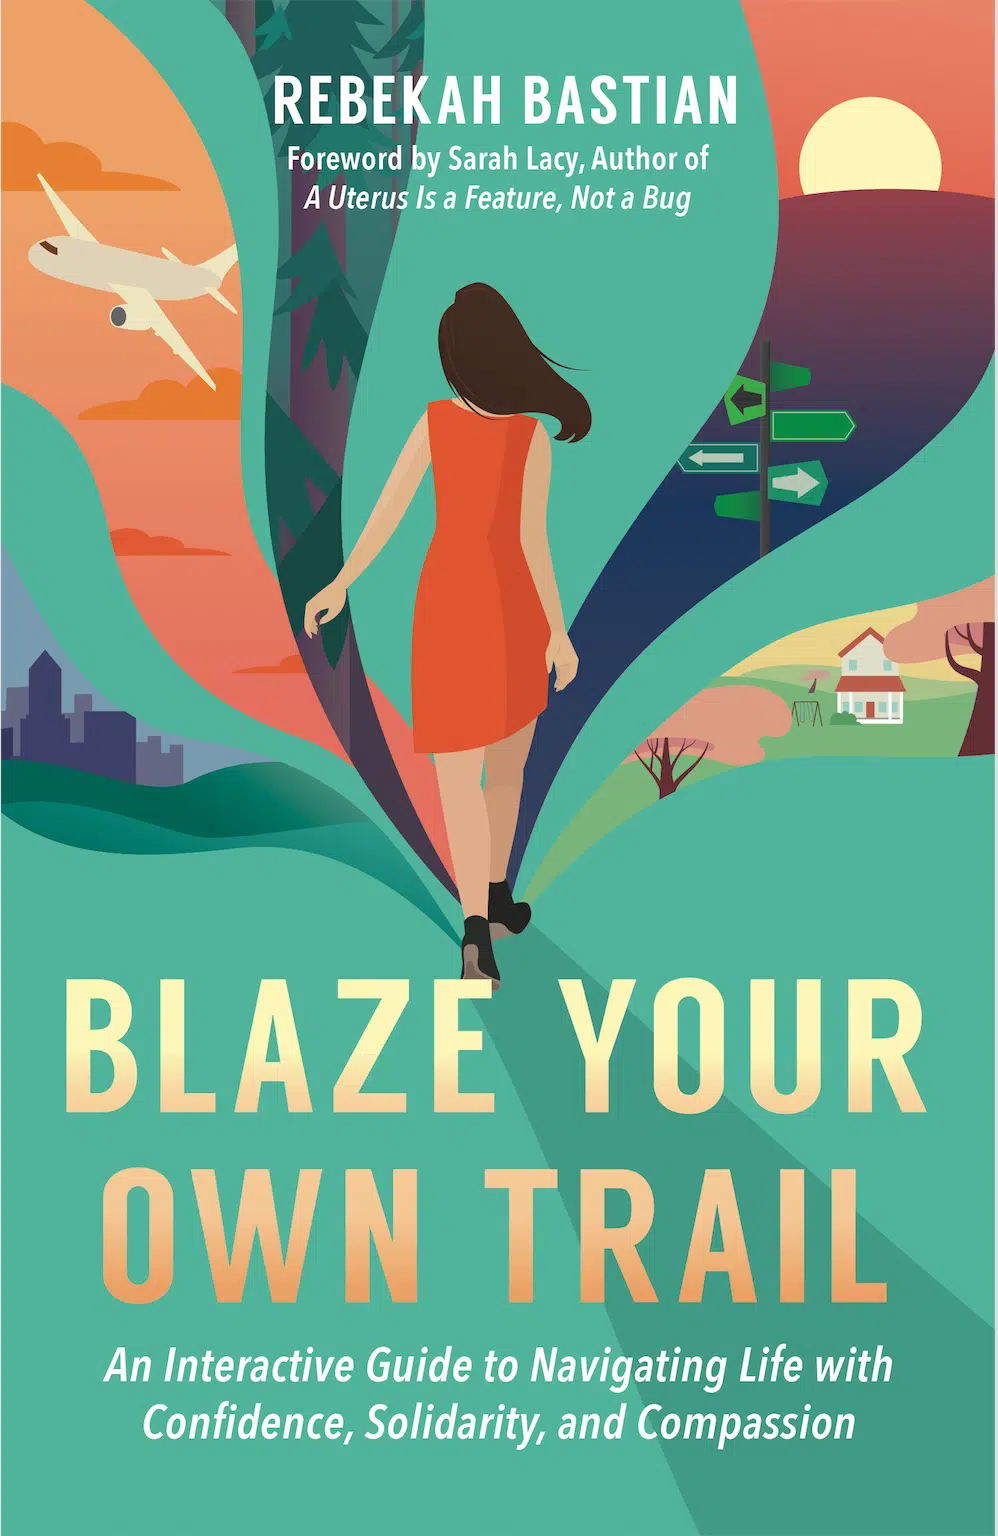 REBEKAH BASTIAN
Foreword by Sarah Lacy, Author of
A Uterus Is a Feature, Not a Bug
BLAZE YOUR
OWN TRAIL
An Interactive Guide to Navigating Life with
Confidence, Solidarity, and Compassion